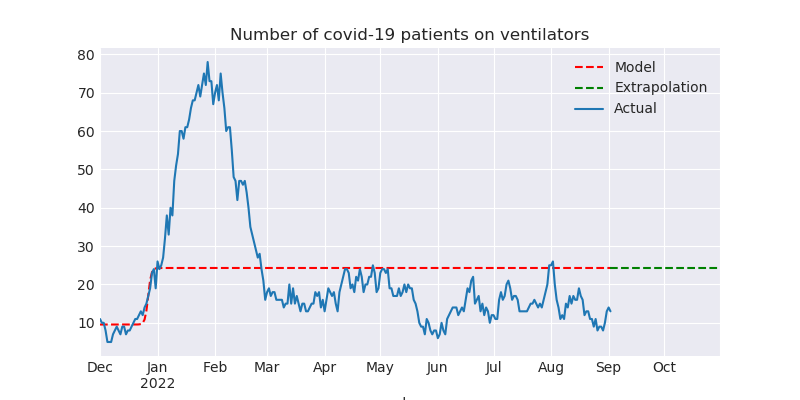 Number of covid-19 patients on ventilators
80
70
60
50
40
30
20
10
Model
Extrapolation
Actual
Dec Jan Feb Mar Apr May Jun Jul Aug Sep Oct
2022